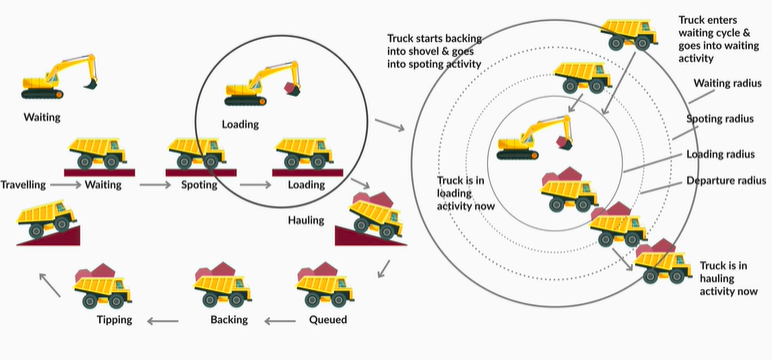 Waiting
Loading
Travelling
Waiting
Spoting
Loading
Hauling
Tipping
Backing
Queued
Truck starts backing
into shovel & goes
into spoting activity
Truck enters
waiting cycle &
goes into waiting
activity
Waiting radius
Spoting radius
Loading radius
Departure radius
Truck is in
loading
activity now
Truck is in
hauling
activity now